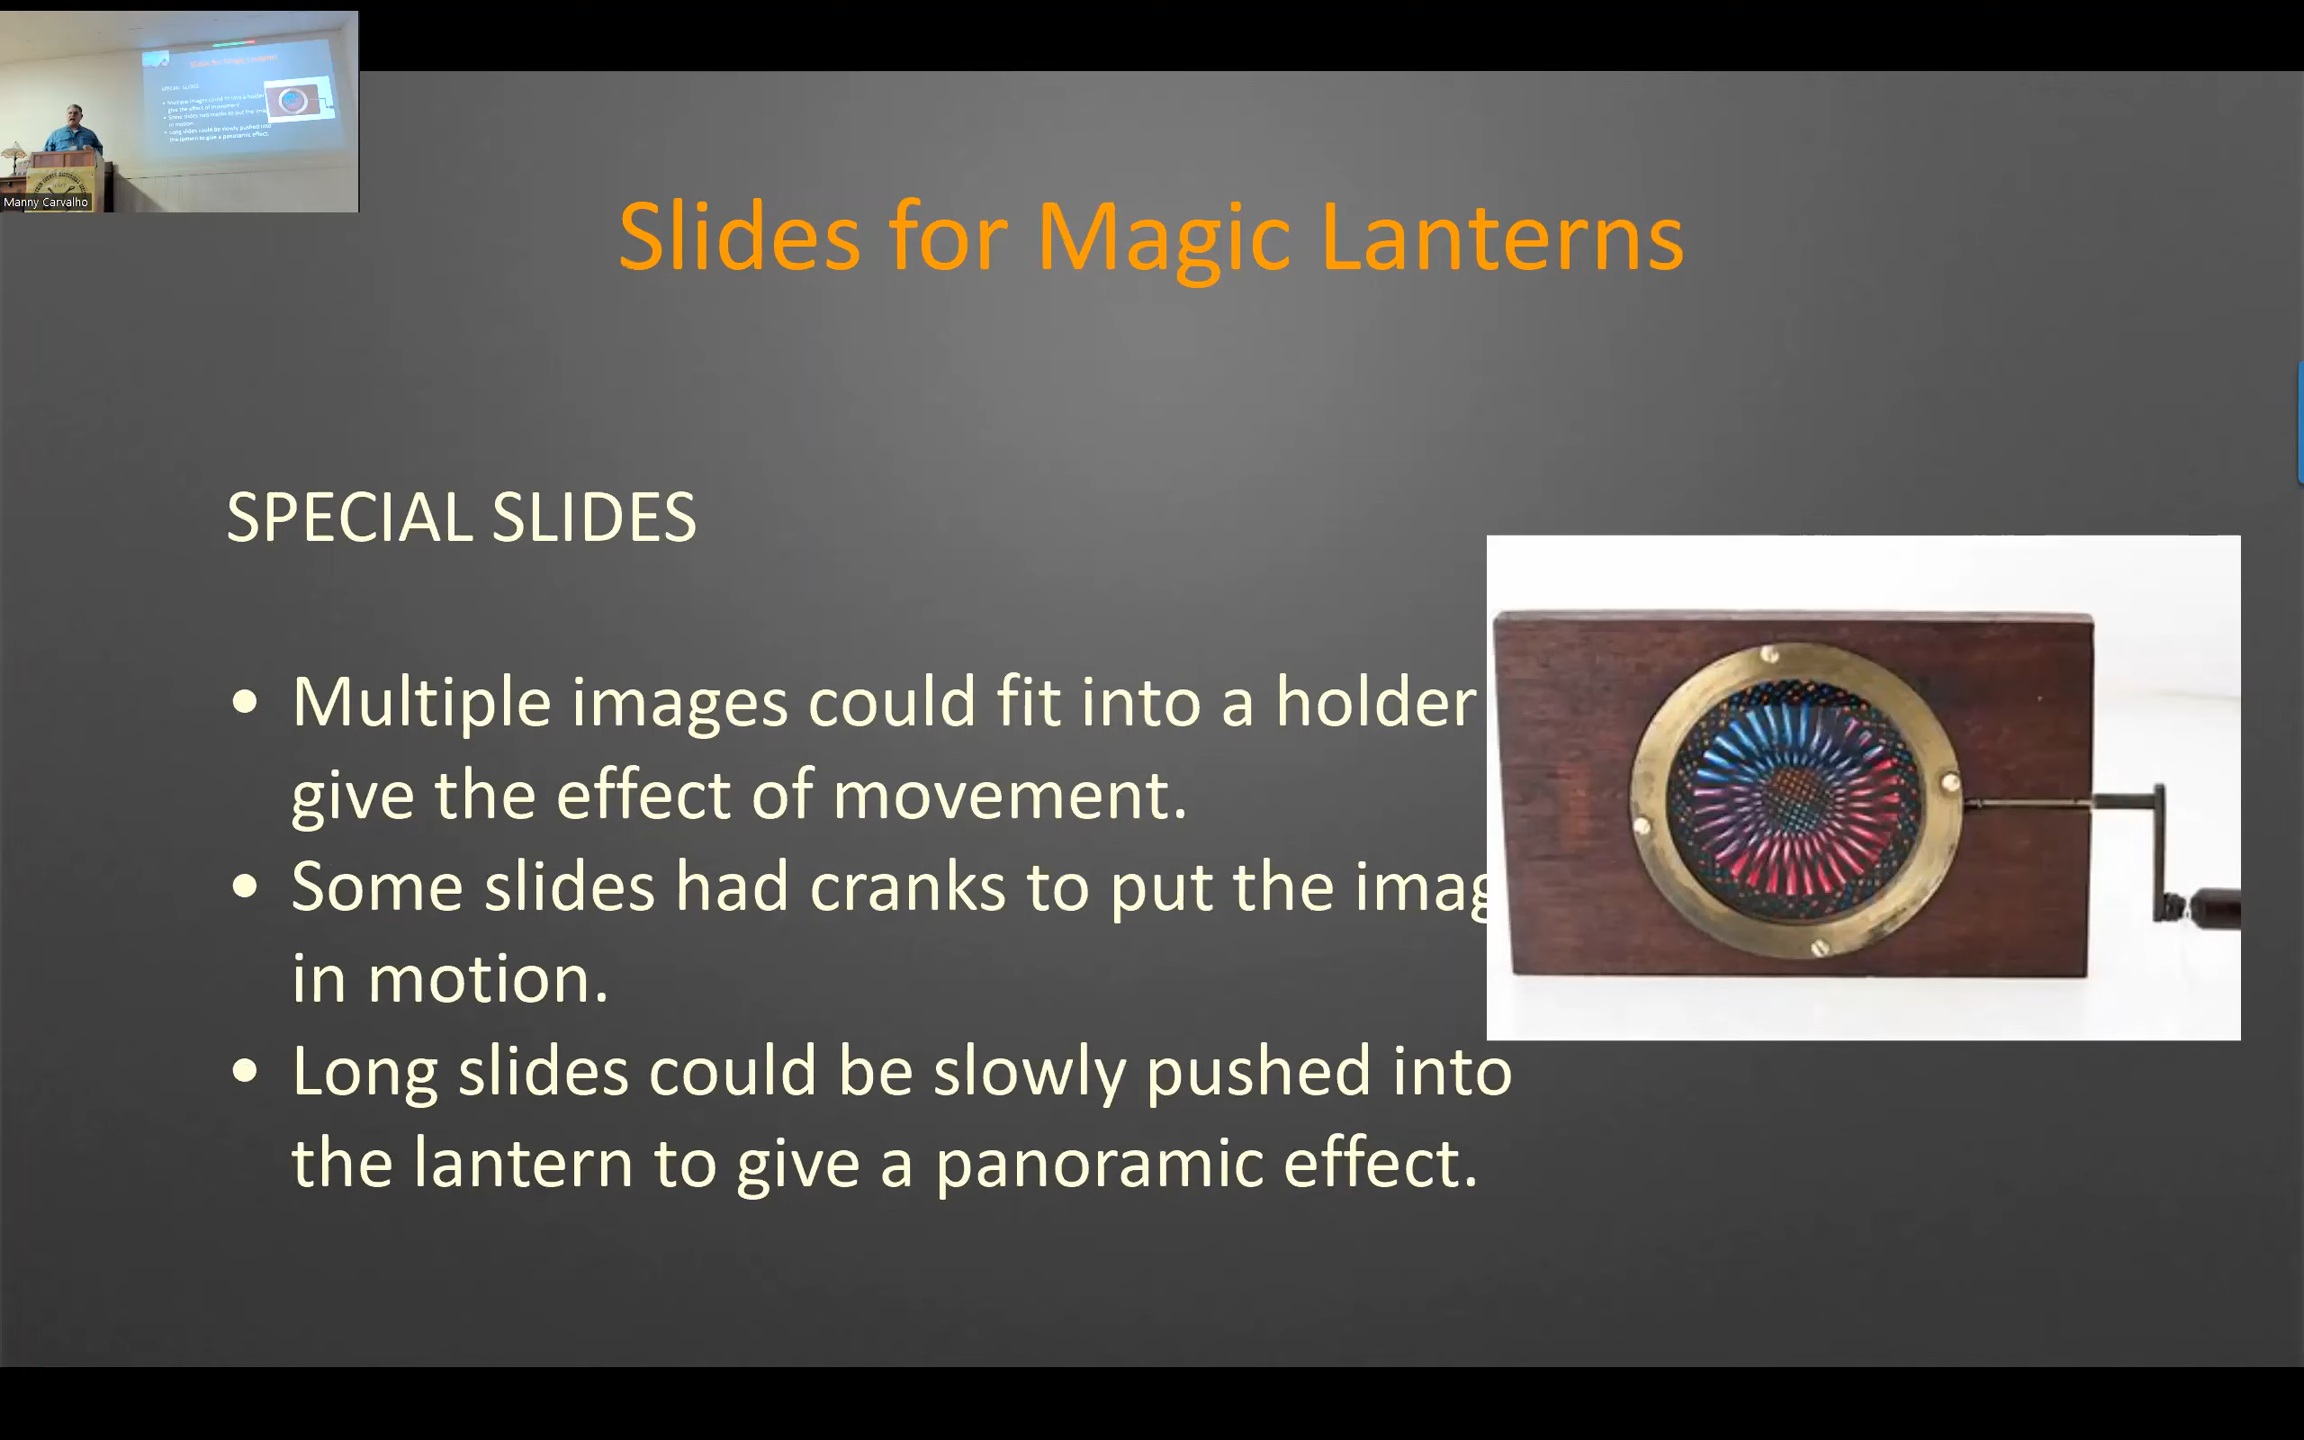 Manny Carvalho
Slides for Magic Lanterns
SPECIAL SLIDES
• Multiple images could fit into a holder
give the effect of movement.
• Some slides had cranks to put the imag
in motion.
• Long slides could be slowly pushed into
the lantern to give a panoramic effect.